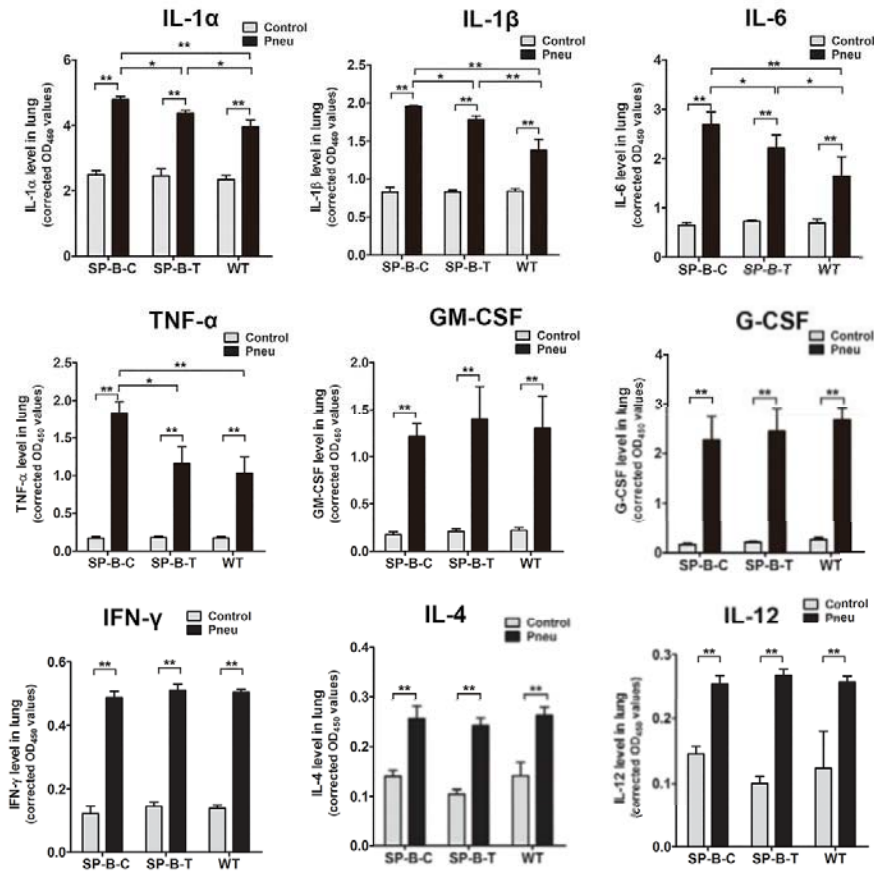 IL-1α
Control
Pneu
IL-1α level in lung
(corrected OD450 values)
6
4
2
0
**
*
*
**
**
**
SP-B-C SP-B-T WT
IL-1β
Control
Pneu
IL-1β level in lung
(corrected OD450 values)
2.5
2.0
1.5
1.0
0.5
0.0
**
*
**
**
**
**
SP-B-C SP-B-T WT
IL-6
Control
Pneu
IL-6 level in lung
(corrected OD450 values)
4
3
2
1
0
**
*
*
**
**
**
SP-B-C SP-B-T WT
TNF-α
Control
Pneu
TNF-α level in lung
(corrected OD450 values)
2.5
2.0
1.5
1.0
0.5
0.0
**
*
**
**
**
SP-B-C SP-B-T WT
GM-CSF
Control
Pneu
GM-CSF level in lung
(corrected OD450 values)
2.0
1.5
1.0
0.5
0.0
**
**
**
SP-B-C SP-B-T WT
G-CSF
Control
Pneu
G-CSF level in lung
(corrected OD450 values)
4
3
2
1
0
**
**
**
SP-B-C SP-B-T WT
IFN-γ
Control
Pneu
IFN-γ level in lung
(corrected OD450 values)
0.6
0.4
0.2
0.0
**
**
**
SP-B-C SP-B-T WT
IL-4
Control
Pneu
IL-4 level in lung
(corrected OD450 values)
0.4
0.3
0.2
0.1
0.0
**
**
**
SP-B-C SP-B-T WT
IL-12
Control
Pneu
IL-12 level in lung
(corrected OD450 values)
0.3
0.2
0.1
0.0
**
**
**
SP-B-C SP-B-T WT